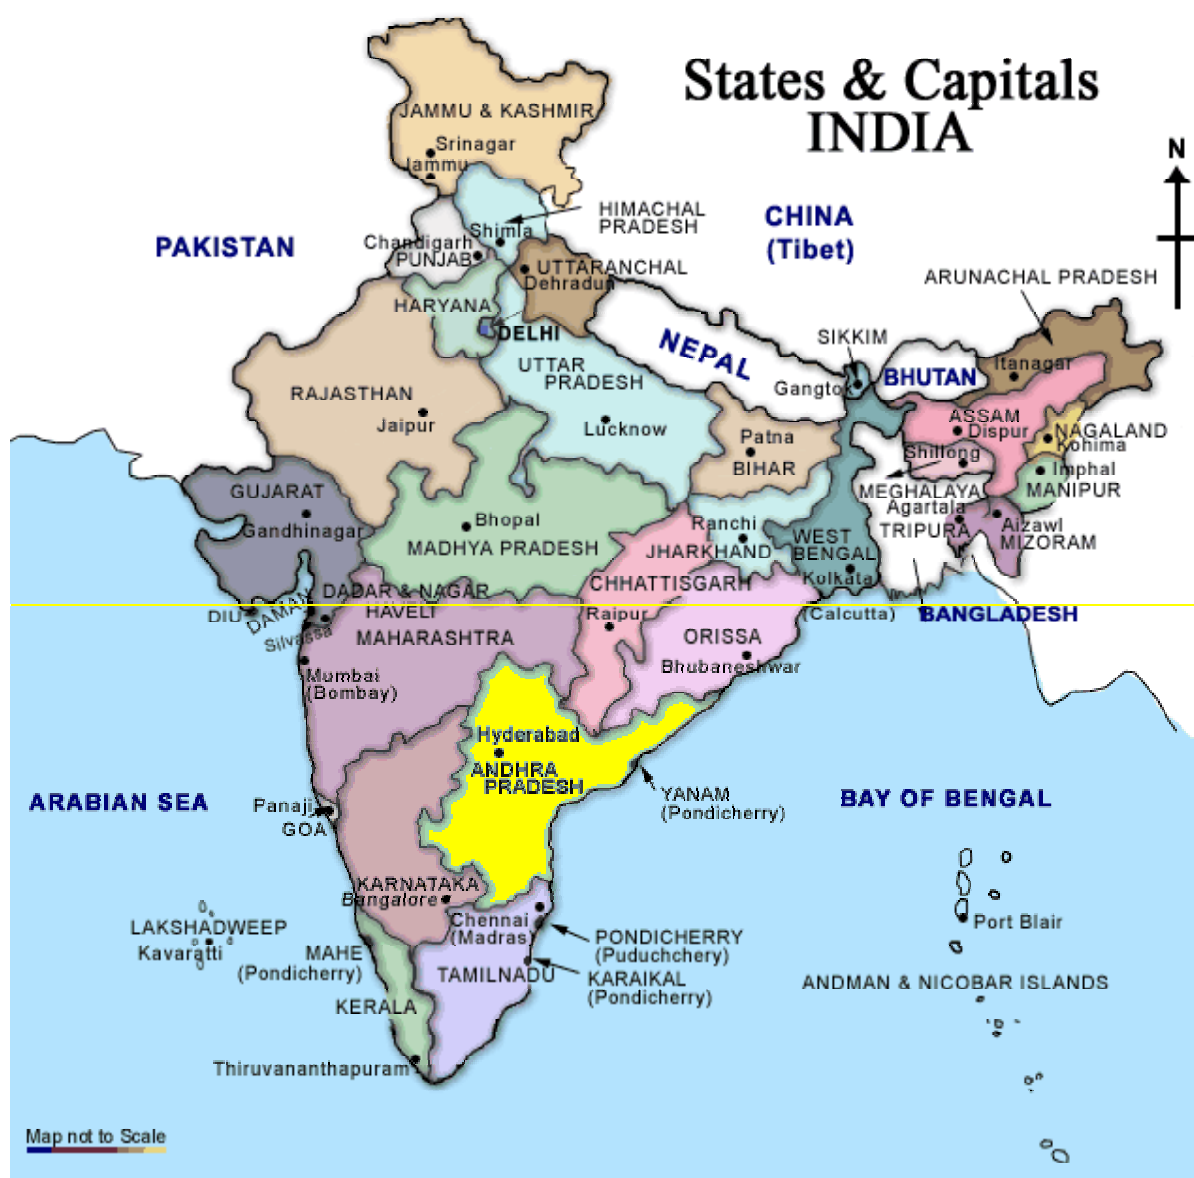 States & Capitals
INDIA
N
JAMMU & KASHMIR
Srinagar
Jammu
HIMACHAL
PRADESH
Shimla
CHINA
(Tibet)
PAKISTAN
Chandigarh
PUNJAB
UTTARANCHAL
Dehradun
ARUNACHAL PRADESH
HARYANA
DELHI
NEPAL
SIKKIM
Gangtok
BHUTAN
Itanagar
UTTAR
PRADESH
RAJASTHAN
Jaipur
Lucknow
Patna
BIHAR
ASSAM
Dispur
NAGALAND
Kohima
Shillong
Imphal
MANIPUR
MEGHALAYA
Agartala
TRIPURA
Aizawl
MIZORAM
GUJARAT
Gandhinagar
Bhopal
MADHYA PRADESH
Ranchi
JHARKHAND
WEST
BENGAL
Kolkata
(Calcutta)
BANGLADESH
CHHATTISGARH
Raipur
DADAR & NAGAR
HAVELI
DIU
DAMAN
Silvassa
MAHARASHTRA
ORISSA
Bhubaneshwar
Mumbai
(Bombay)
Hyderabad
ANDHRA
PRADESH
YANAM
(Pondicherry)
ARABIAN SEA
BAY OF BENGAL
Panaji
GOA
KARNATAKA
Bangalore
Chennai
(Madras)
PONDICHERRY
(Puduchchery)
Port Blair
LAKSHADWEEP
Kavaratti
MAHE
(Pondicherry)
TAMILNADU
KARAIKAL
(Pondicherry)
ANDMAN & NICOBAR ISLANDS
KERALA
Thiruvananthapuram
Map not to Scale